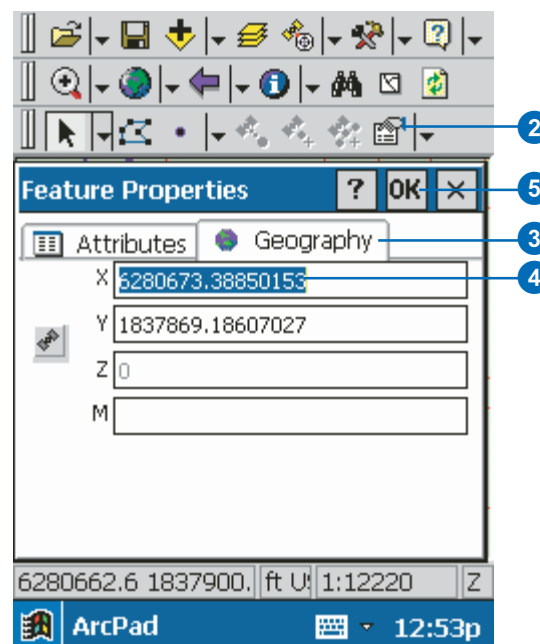 2
Feature Properties ? OK ×
5
Attributes Geography
3
X 6280673.38850153
4
Y 1837869.18607027
Z 0
M
6280662.6 1837900. ft U 1:12220 Z
ArcPad 12:53p